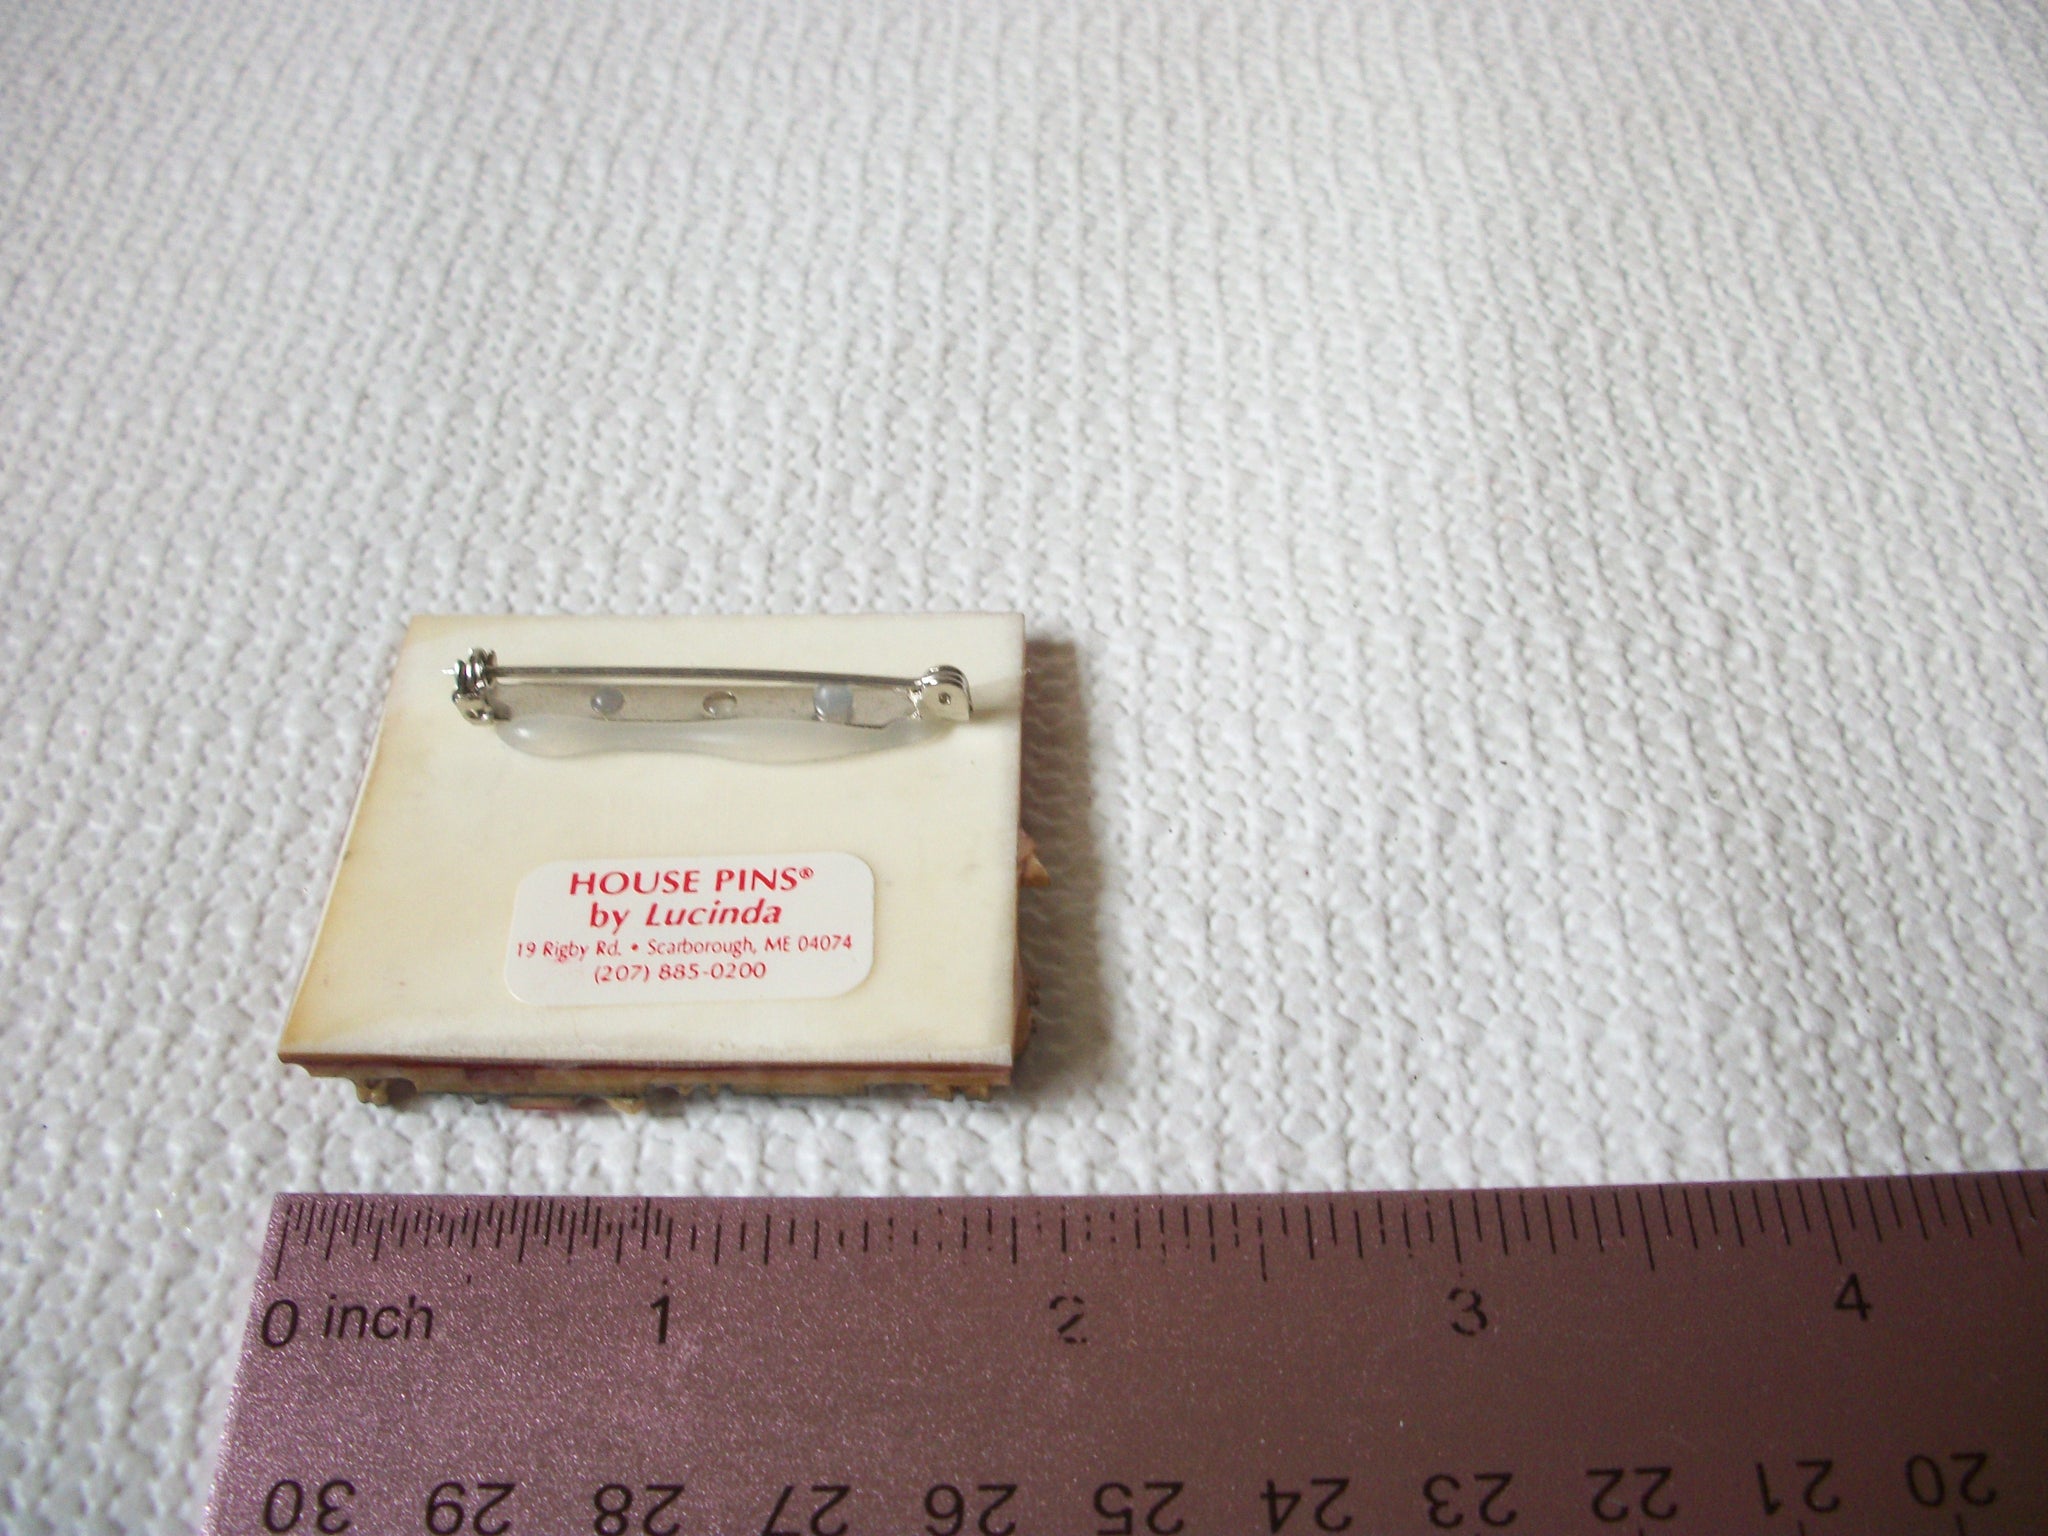 HOUSE PINS®
by Lucinda
19 Rigby Rd. • Scarborough, ME 04074
(207) 885-0200
0 inch 1 2 3 4
30 29 28 27 26 25 24 23 22 21 20